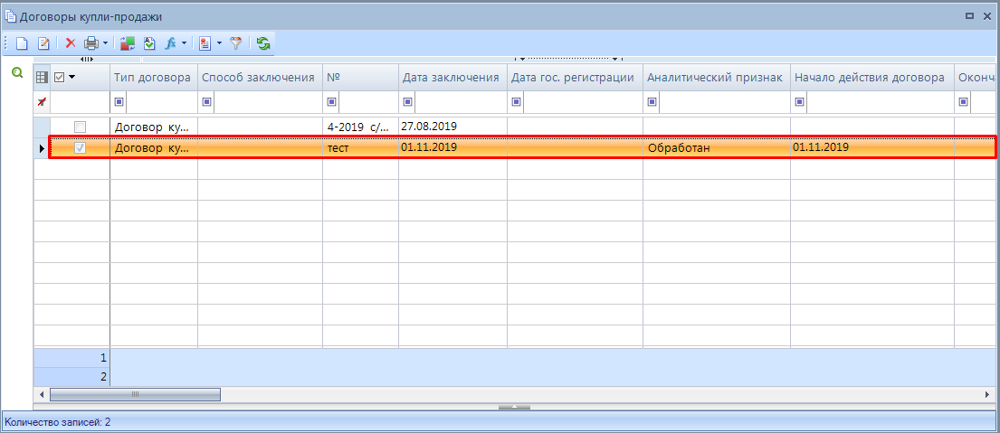 Договоры купли-продажи
Тип договора Способ заключения № Дата заключения Дата гос. регистрации Аналитический признак Начало действия договора Оконч
Договор ку... 4-2019 с/... 27.08.2019
Договор ку... тест 01.11.2019 Обработан 01.11.2019
1
2
Количество записей: 2